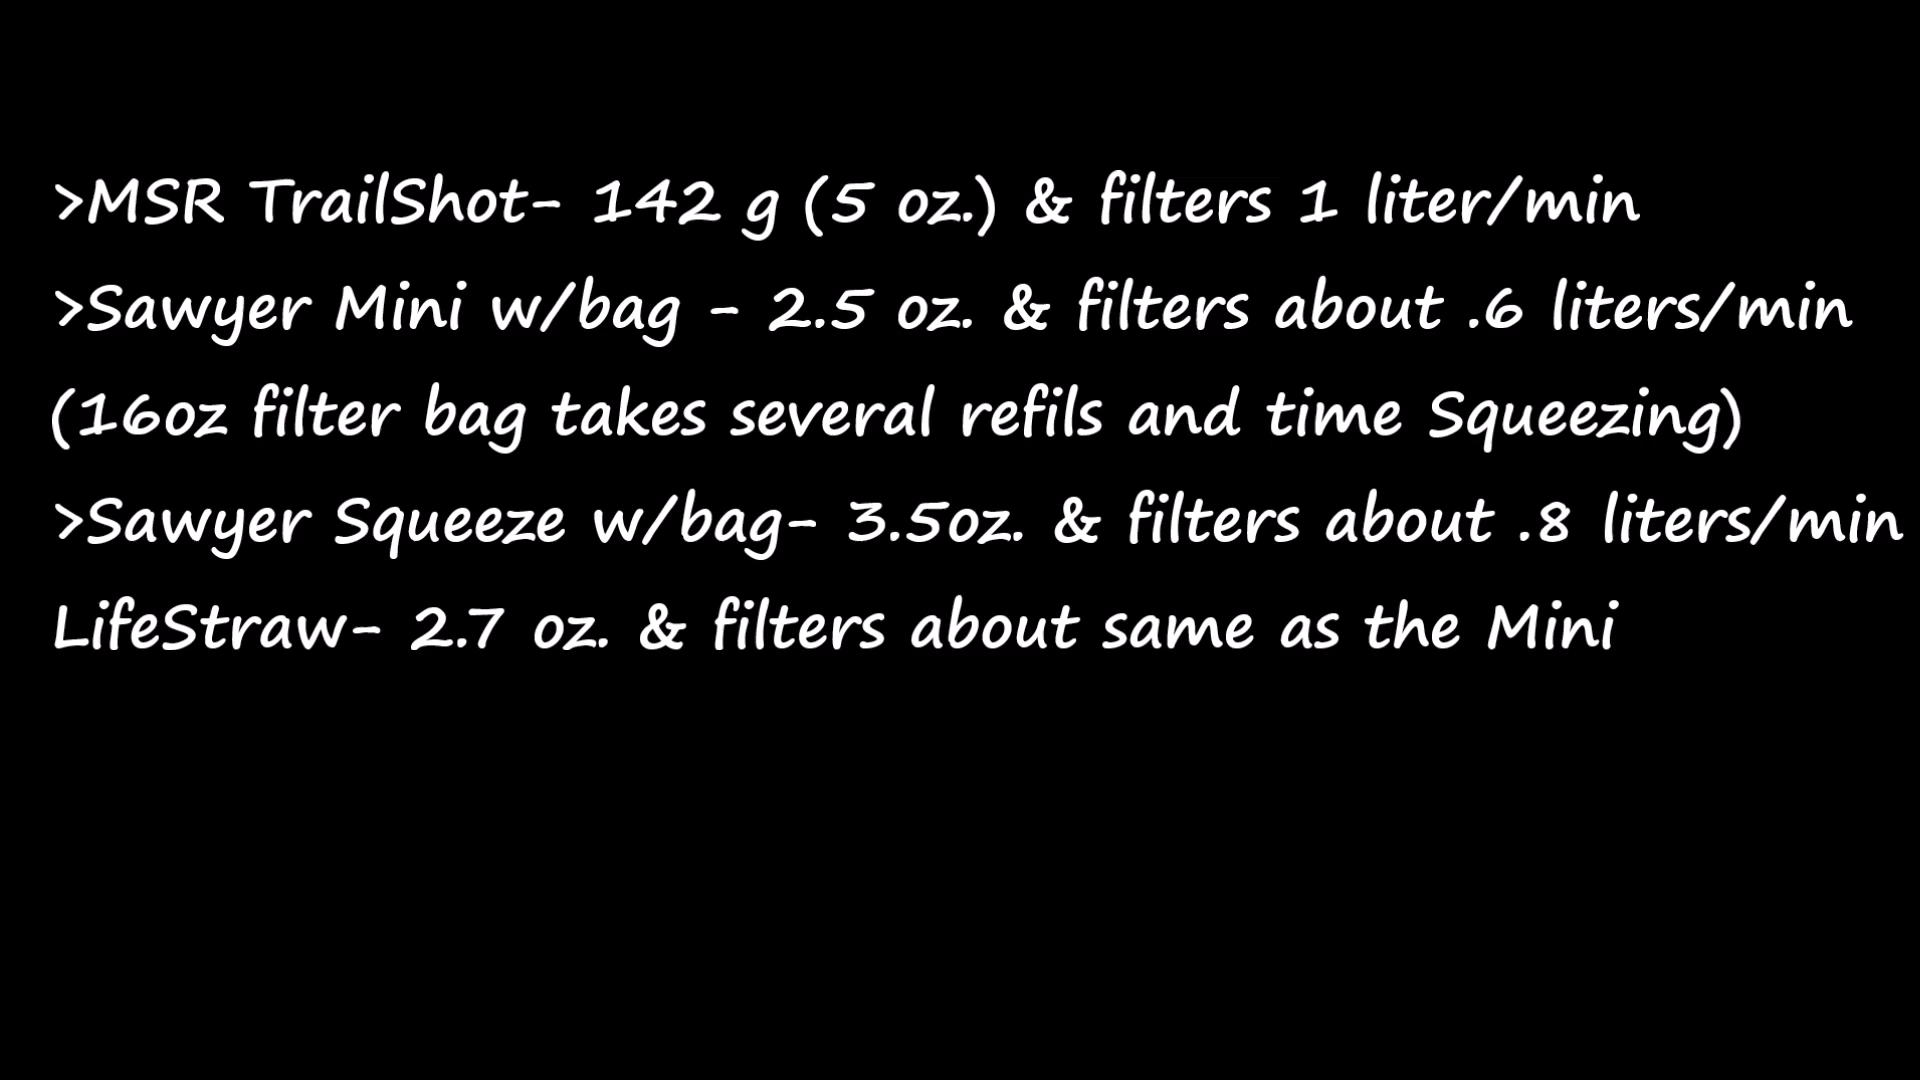 >MSR TrailShot- 142 g (5 oz.) & filters 1 liter/min
>Sawyer Mini w/bag - 2.5 oz. & filters about .6 liters/min
(16oz filter bag takes several refils and time Squeezing)
>Sawyer Squeeze w/bag- 3.5oz. & filters about .8 liters/min
LifeStraw- 2.7 oz. & filters about same as the Mini